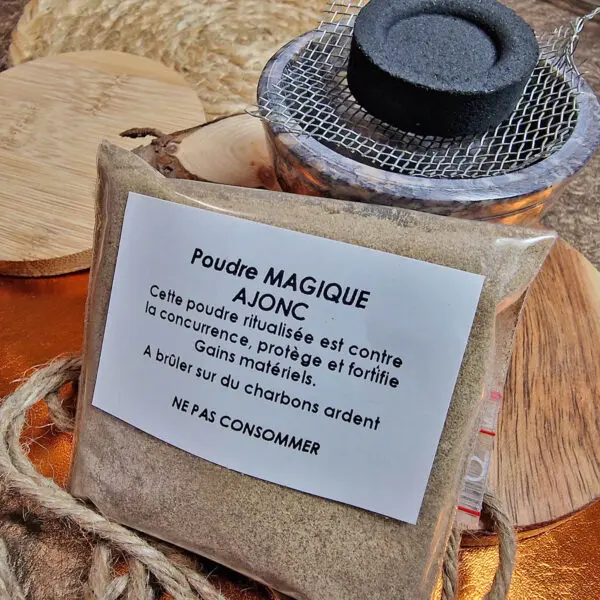 Poudre MAGIQUE
AJONC
Cette poudre ritualisée est contre
la concurrence, protège et fortifie
Gains matériels.
A brûler sur du charbons ardent
NE PAS CONSOMMER